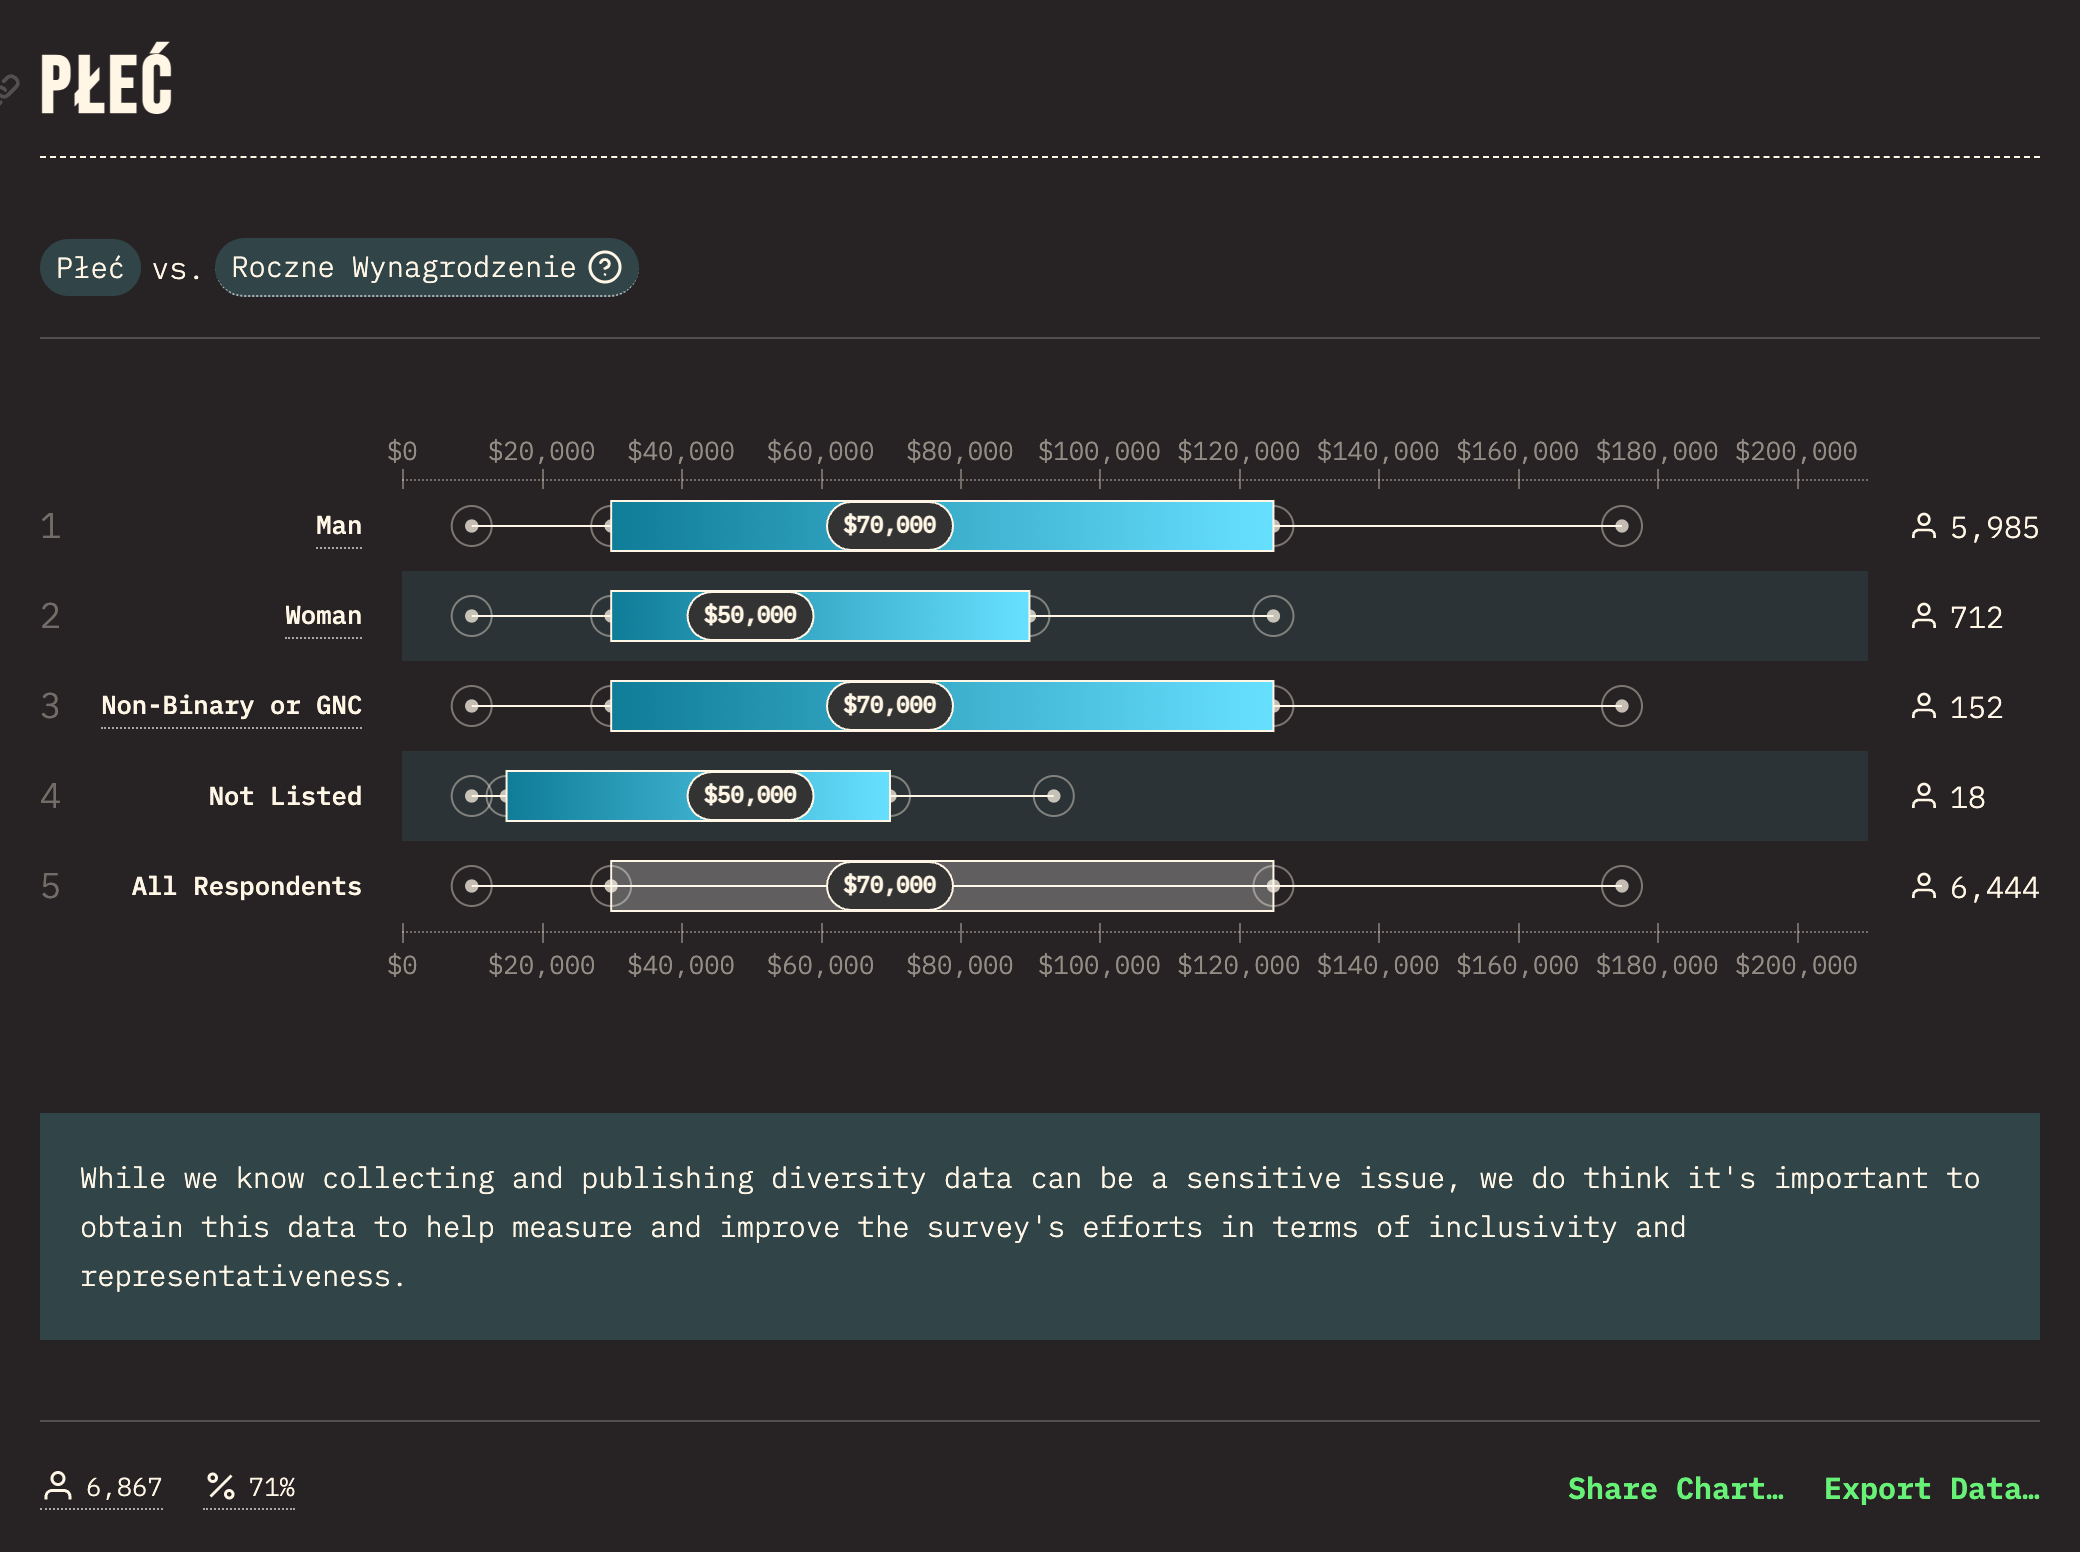 PŁEĆ
Płeć vs. Roczne Wynagrodzenie
$0 $20,000 $40,000 $60,000 $80,000 $100,000 $120,000 $140,000 $160,000 $180,000 $200,000
1 Man $70,000 5,985
2 Woman $50,000 712
3 Non-Binary or GNC $70,000 152
4 Not Listed $50,000 18
5 All Respondents $70,000 6,444
$0 $20,000 $40,000 $60,000 $80,000 $100,000 $120,000 $140,000 $160,000 $180,000 $200,000
While we know collecting and publishing diversity data can be a sensitive issue, we do think it's important to
obtain this data to help measure and improve the survey's efforts in terms of inclusivity and
representativeness.
6,867 71% Share Chart… Export Data…